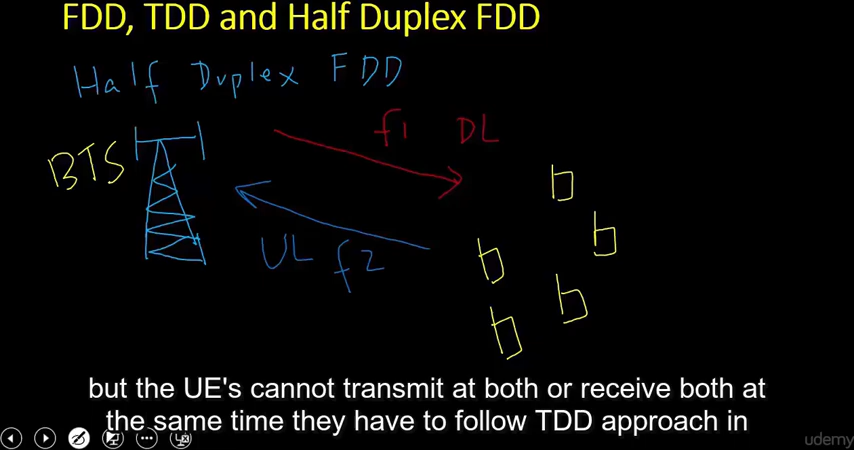 FDD, TDD and Half Duplex FDD
Half Duplex FDD
f1 DL
BTS
UL f2
but the UE's cannot transmit at both or receive both at
the same time they have to follow TDD approach in
udemy